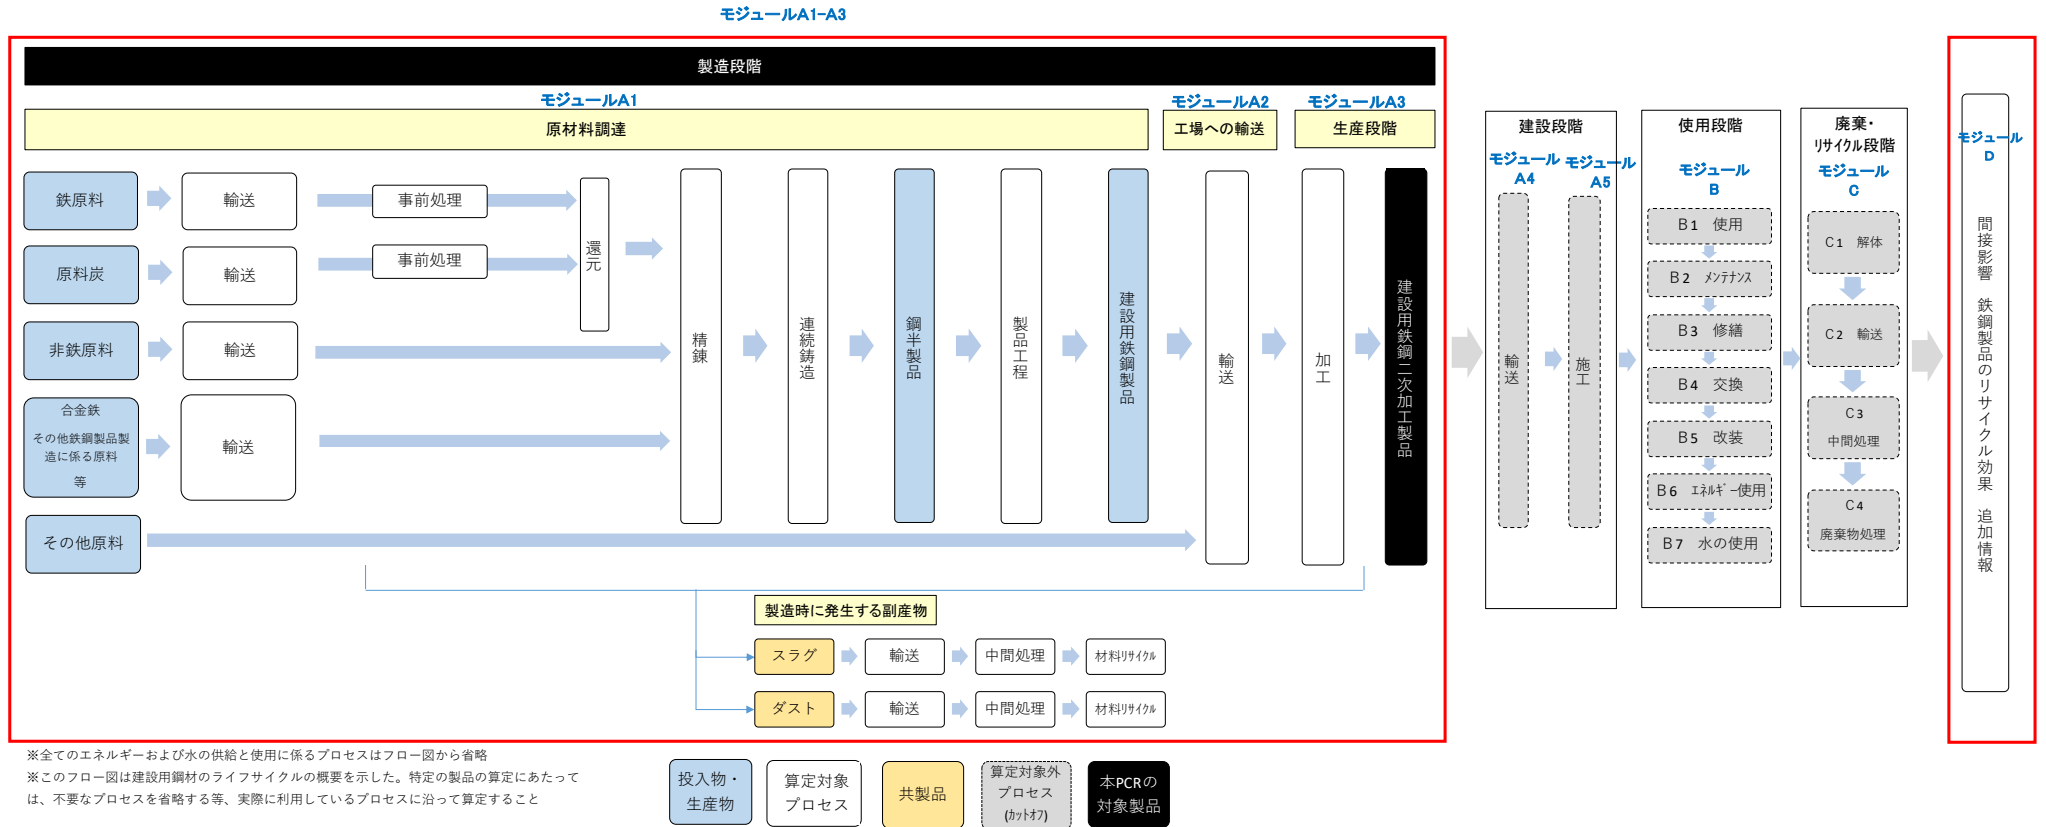 モジュールA1-A3
製造段階
モジュールA1
モジュールA2
モジュールA3
原材料調達
工場への輸送
生産段階
鉄原料
輸送
事前処理
原料炭
輸送
事前処理
還元
非鉄原料
輸送
合金鉄
その他鉄鋼製品製
造に係る原料
等
輸送
その他原料
精錬
連続鋳造
鋼半製品
製品工程
建設用鉄鋼製品
輸送
加工
建設用鉄鋼二次加工製品
製造時に発生する副産物
スラグ
輸送
中間処理
材料ﾘｻｲｸﾙ
ダスト
輸送
中間処理
材料ﾘｻｲｸﾙ
建設段階
モジュール
A4
モジュール
A5
輸送
施工
使用段階
モジュール
B
B1 使用
B2 ﾒﾝﾃﾅﾝｽ
B3 修繕
B4 交換
B5 改装
B6 ｴﾈﾙｷﾞｰ使用
B7 水の使用
廃棄・
ﾘｻｲｸﾙ段階
モジュール
C
C1 解体
C2 輸送
C3
中間処理
C4
廃棄物処理
モジュール
D
間接影響 鉄鋼製品のリサイクル効果 追加情報
※全てのエネルギーおよび水の供給と使用に係るプロセスはフロー図から省略
※このフロー図は建設用鋼材のライフサイクルの概要を示した。特定の製品の算定にあたって
は、不要なプロセスを省略する等、実際に利用しているプロセスに沿って算定すること
投入物・
生産物
算定対象
プロセス
共製品
算定対象外
プロセス
(ｶｯﾄｵﾌ)
本PCRの
対象製品